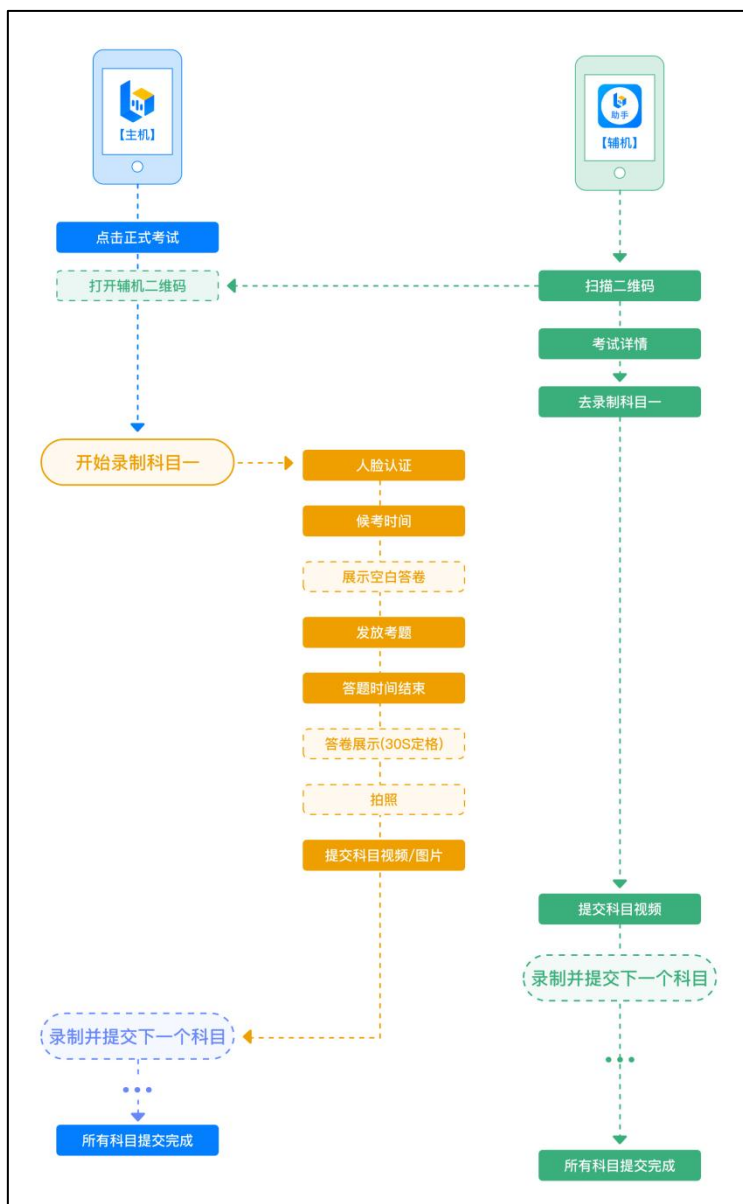 【主机】
助手
【辅机】
点击正式考试
打开辅机二维码
扫描二维码
考试详情
去录制科目一
开始录制科目一
人脸认证
候考时间
展示空白答卷
发放考题
答题时间结束
答卷展示(30S定格)
拍照
提交科目视频/图片
提交科目视频
录制并提交下一个科目
录制并提交下一个科目
所有科目提交完成
所有科目提交完成